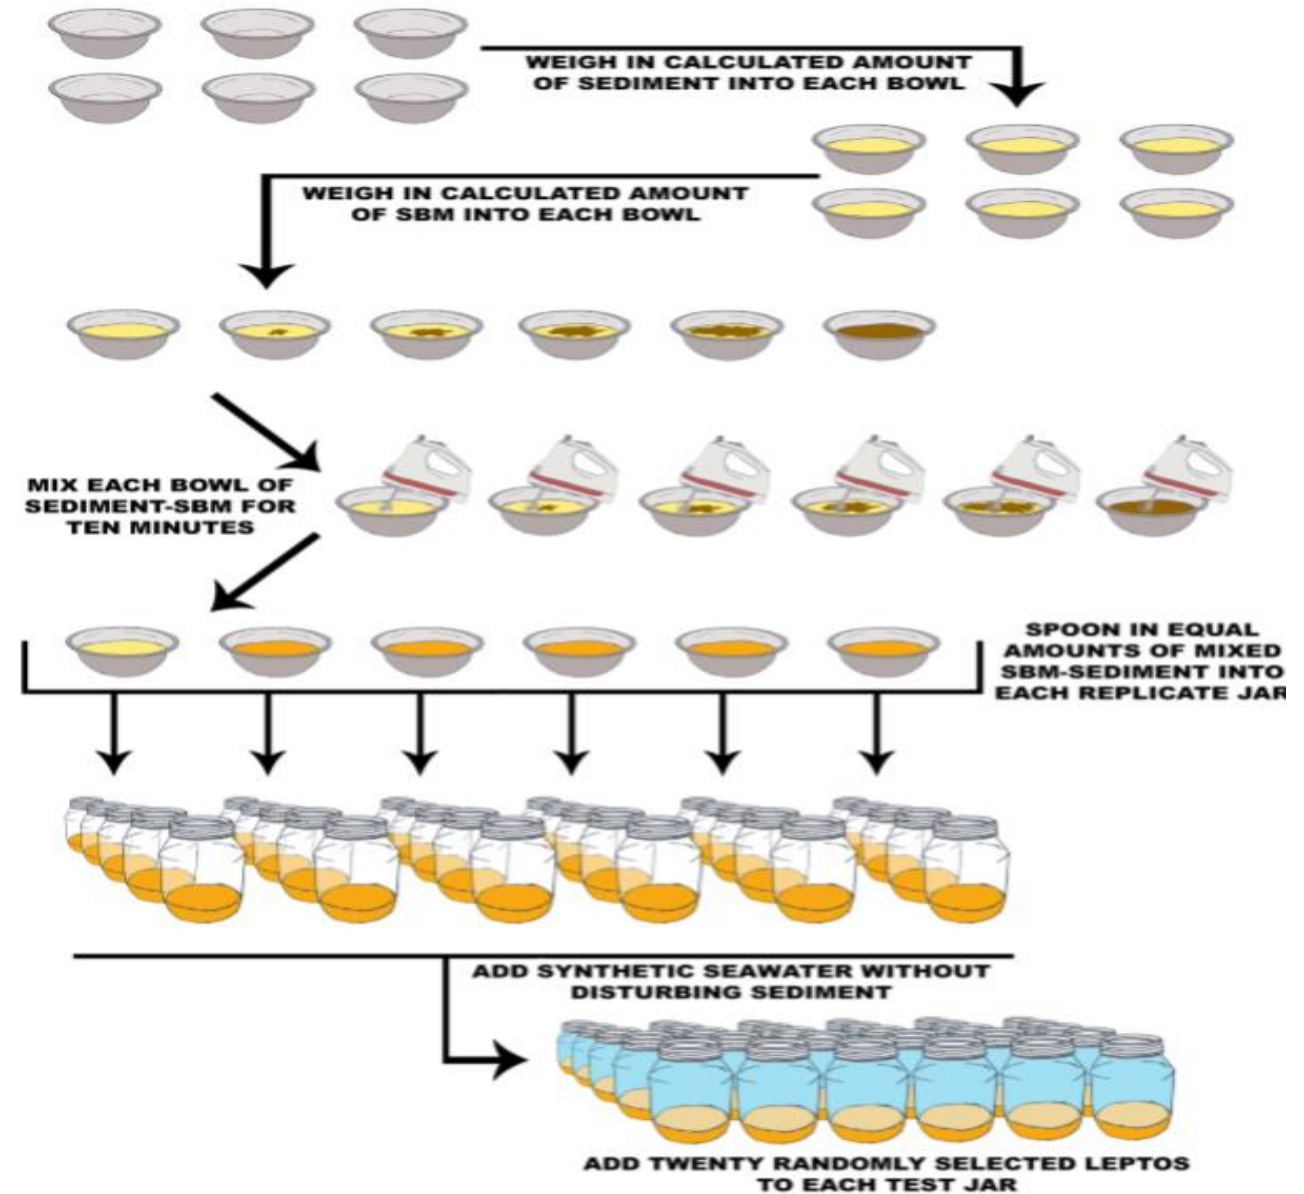 WEIGH IN CALCULATED AMOUNT
OF SEDIMENT INTO EACH BOWL
WEIGH IN CALCULATED AMOUNT
OF SBM INTO EACH BOWL
MIX EACH BOWL OF
SEDIMENT-SBM FOR
TEN MINUTES
SPOON IN EQUAL
AMOUNTS OF MIXED
SBM-SEDIMENT INTO
EACH REPLICATE JAR
ADD SYNTHETIC SEAWATER WITHOUT
DISTURBING SEDIMENT
ADD TWENTY RANDOMLY SELECTED LEPTOS
TO EACH TEST JAR